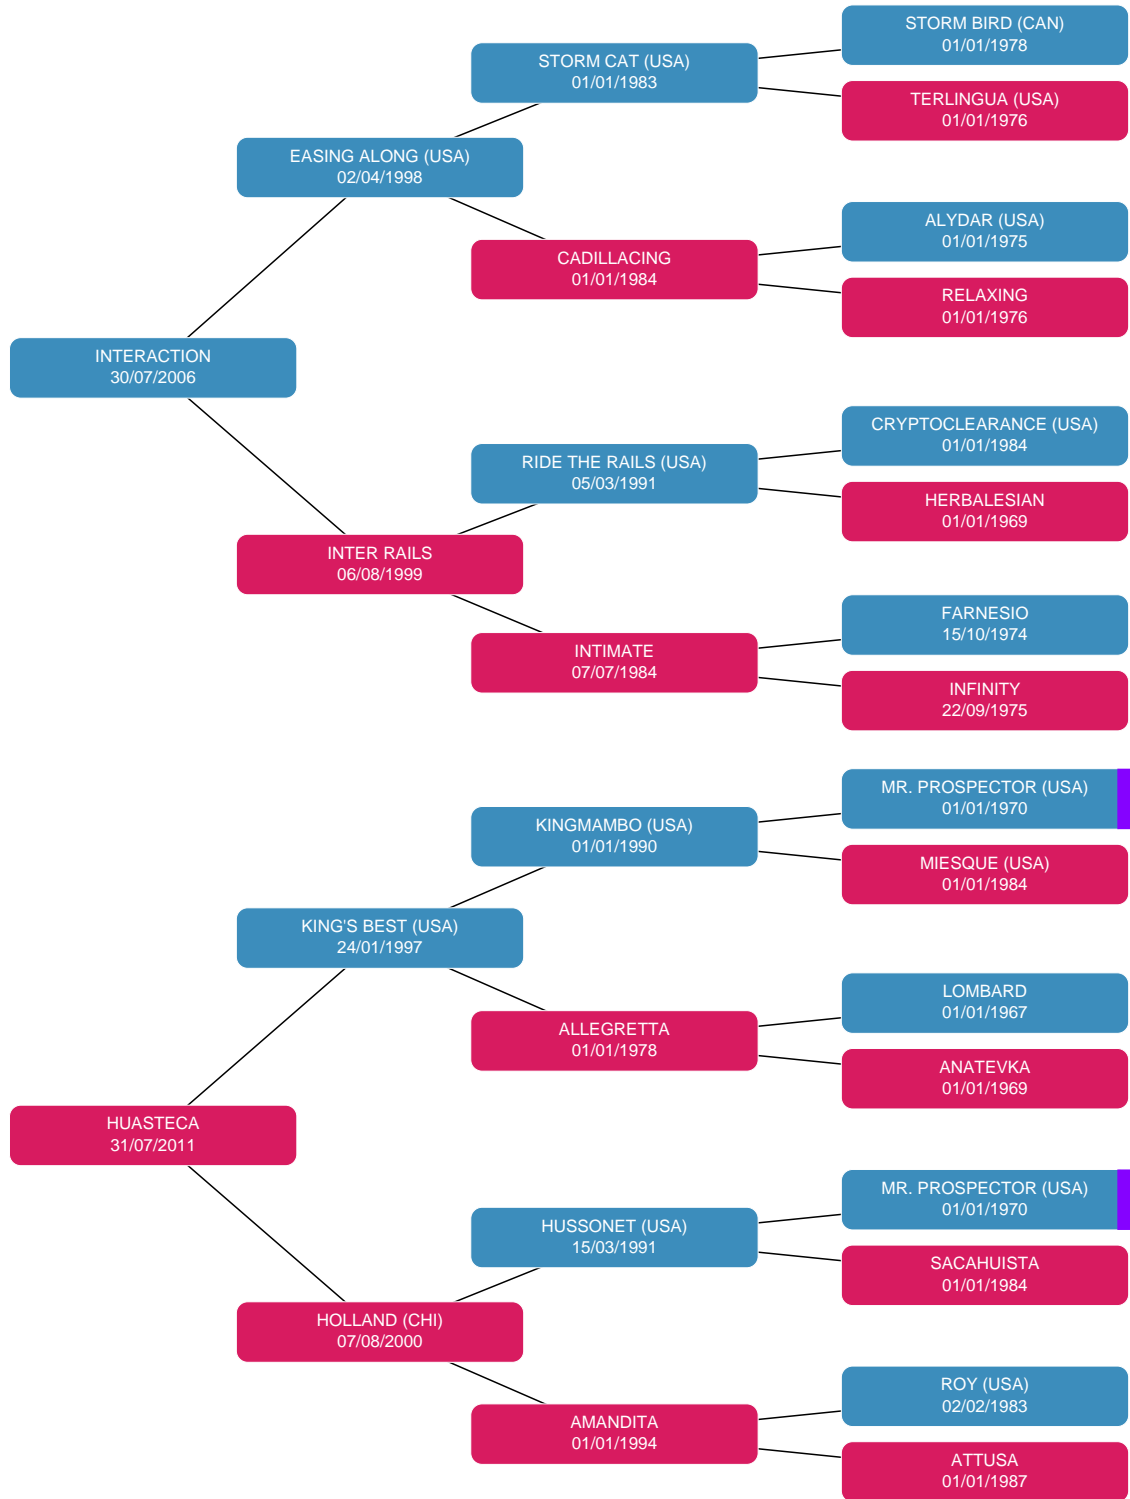 STORM BIRD (CAN)
01/01/1978
STORM CAT (USA)
01/01/1983
TERLINGUA (USA)
01/01/1976
EASING ALONG (USA)
02/04/1998
ALYDAR (USA)
01/01/1975
CADILLACING
01/01/1984
RELAXING
01/01/1976
INTERACTION
30/07/2006
CRYPTOCLEARANCE (USA)
01/01/1984
RIDE THE RAILS (USA)
05/03/1991
HERBALESIAN
01/01/1969
INTER RAILS
06/08/1999
FARNESIO
15/10/1974
INTIMATE
07/07/1984
INFINITY
22/09/1975
MR. PROSPECTOR (USA)
01/01/1970
KINGMAMBO (USA)
01/01/1990
MIESQUE (USA)
01/01/1984
KING'S BEST (USA)
24/01/1997
LOMBARD
01/01/1967
ALLEGRETTA
01/01/1978
ANATEVKA
01/01/1969
HUASTECA
31/07/2011
MR. PROSPECTOR (USA)
01/01/1970
HUSSONET (USA)
15/03/1991
SACAHUISTA
01/01/1984
HOLLAND (CHI)
07/08/2000
ROY (USA)
02/02/1983
AMANDITA
01/01/1994
ATTUSA
01/01/1987